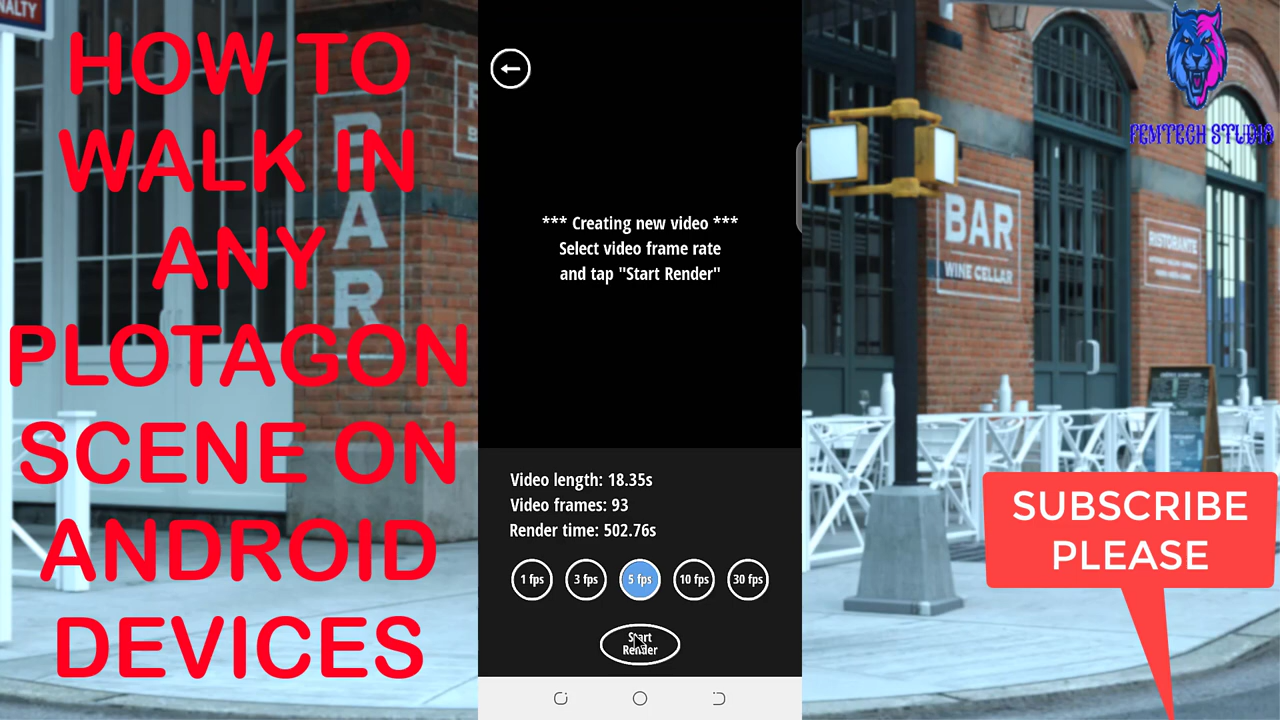 NALTY
HOW TO
WALK IN
ANY
PLOTAGON
SCENE ON
ANDROID
DEVICES
BAR
*** Creating new video ***
Select video frame rate
and tap "Start Render"
Video length: 18.35s
Video frames: 93
Render time: 502.76s
1 fps
3 fps
5 fps
10 fps
30 fps
Start
Render
FEMTECH STUDIO
BAR
WINE CELLAR
RISTORANTE
SUBSCRIBE
PLEASE